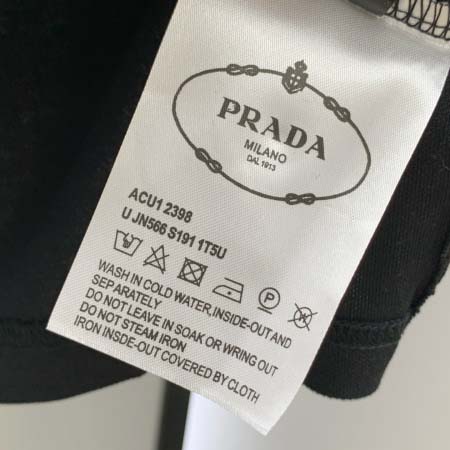 PRADA
MILANO
DAL 1913
ACU1 2398
U JN566 S191 1T5U
P
WASH IN COLD WATER,INSIDE-OUT AND
SEPARATELY
DO NOT LEAVE IN SOAK OR WRING OUT
DO NOT STEAM IRON
IRON INSDE-OUT COVERED BY CLOTH